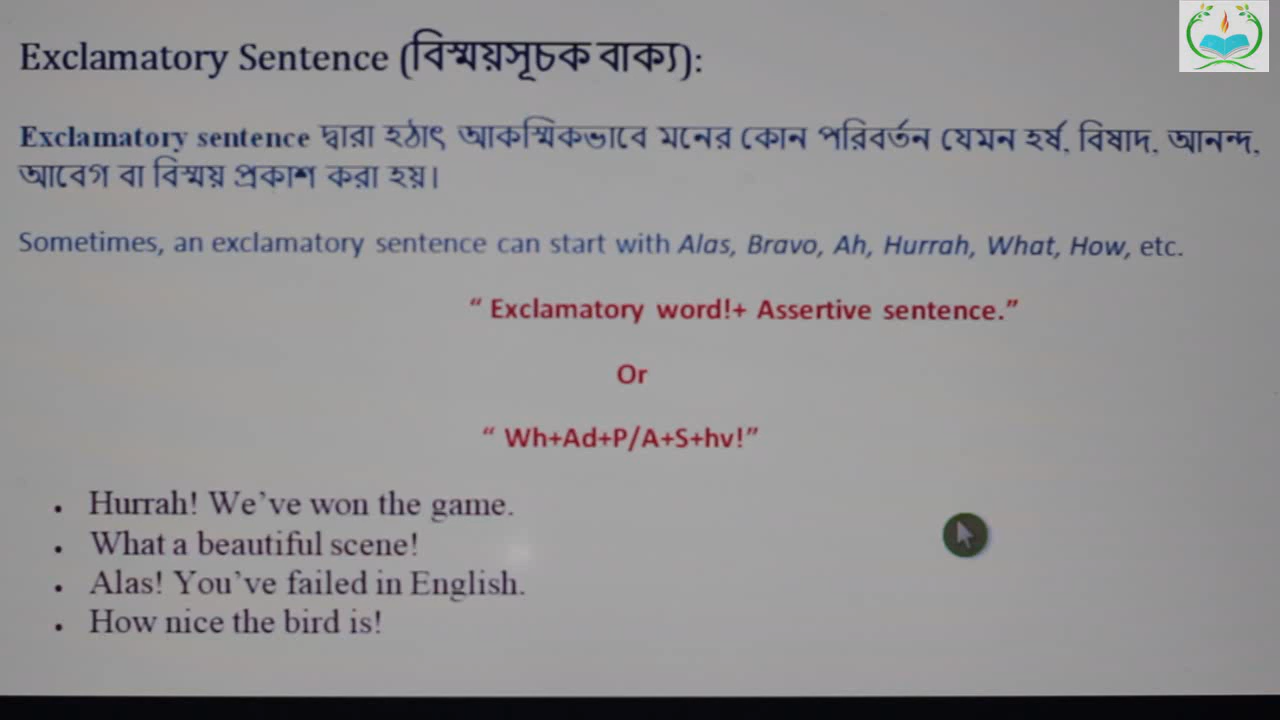 Exclamatory Sentence (বিস্ময়সূচক বাক্য):
Exclamatory sentence দ্বারা হঠাৎ আকস্মিকভাবে মনের কোন পরিবর্তন যেমন হর্ষ, বিষাদ, আনন্দ,
আবেগ বা বিস্ময় প্রকাশ করা হয়।
Sometimes, an exclamatory sentence can start with Alas, Bravo, Ah, Hurrah, What, How, etc.
“ Exclamatory word!+ Assertive sentence.”
Or
“ Wh+Ad+P/A+S+hv!”
• Hurrah! We’ve won the game.
• What a beautiful scene!
• Alas! You’ve failed in English.
• How nice the bird is!